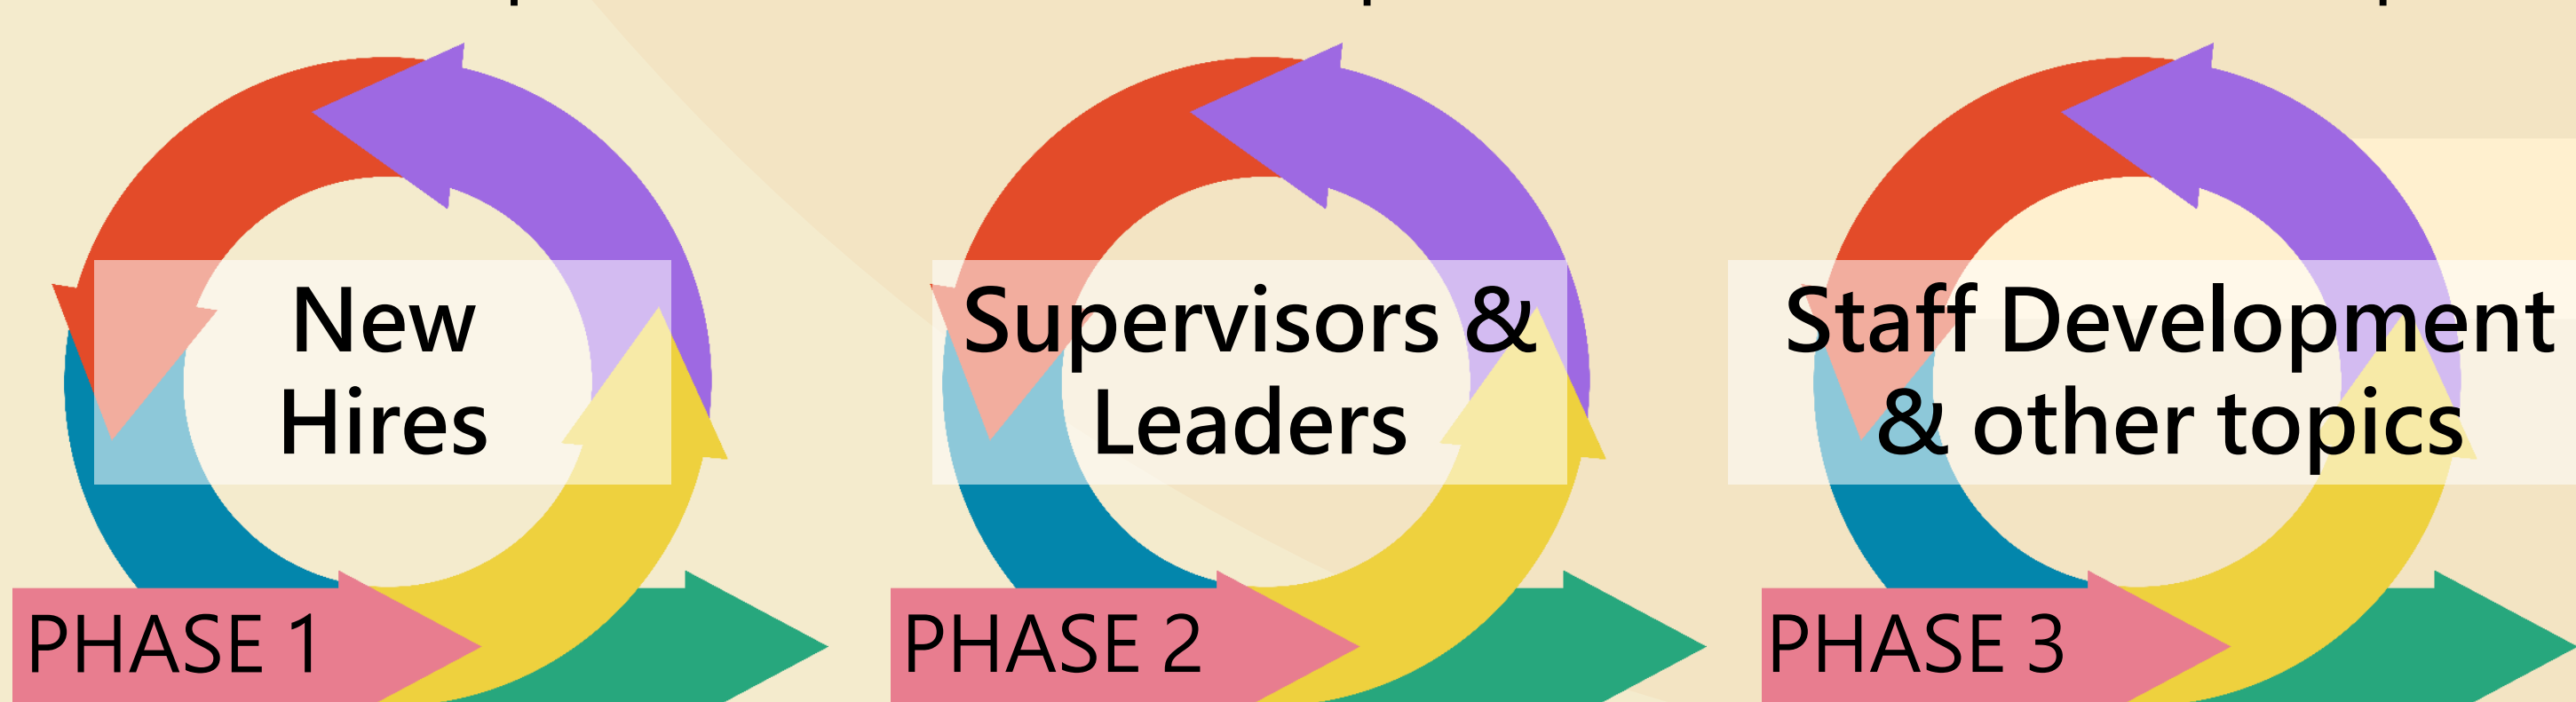 New
Hires
Supervisors &
Leaders
Staff Development
& other topics
PHASE 1
PHASE 2
PHASE 3